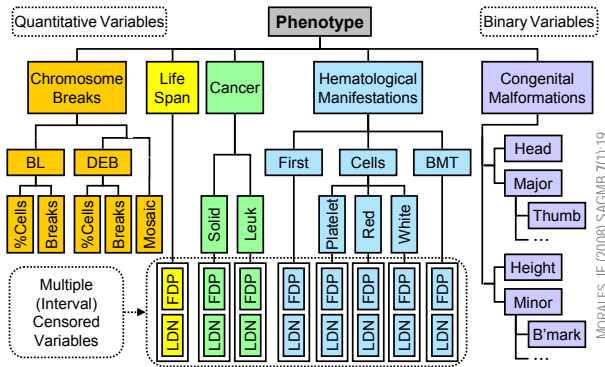 Quantitative Variables
Phenotype
Binary Variables
Chromosome
Breaks
Life
Span
Cancer
Hematological
Manifestations
Congenital
Malformations
BL
DEB
First
Cells
BMT
Head
Major
Thumb
...
%Cells
Breaks
%Cells
Breaks
Mosaic
Solid
Leuk
Platelet
Red
White
Height
Minor
B'mark
...
Multiple
(Interval)
Censored
Variables
FDP
FDP
FDP
FDP
FDP
FDP
FDP
FDP
LDN
LDN
LDN
LDN
LDN
LDN
LDN
LDN
MORALES, JF (2008) SAGMB 7(1):19